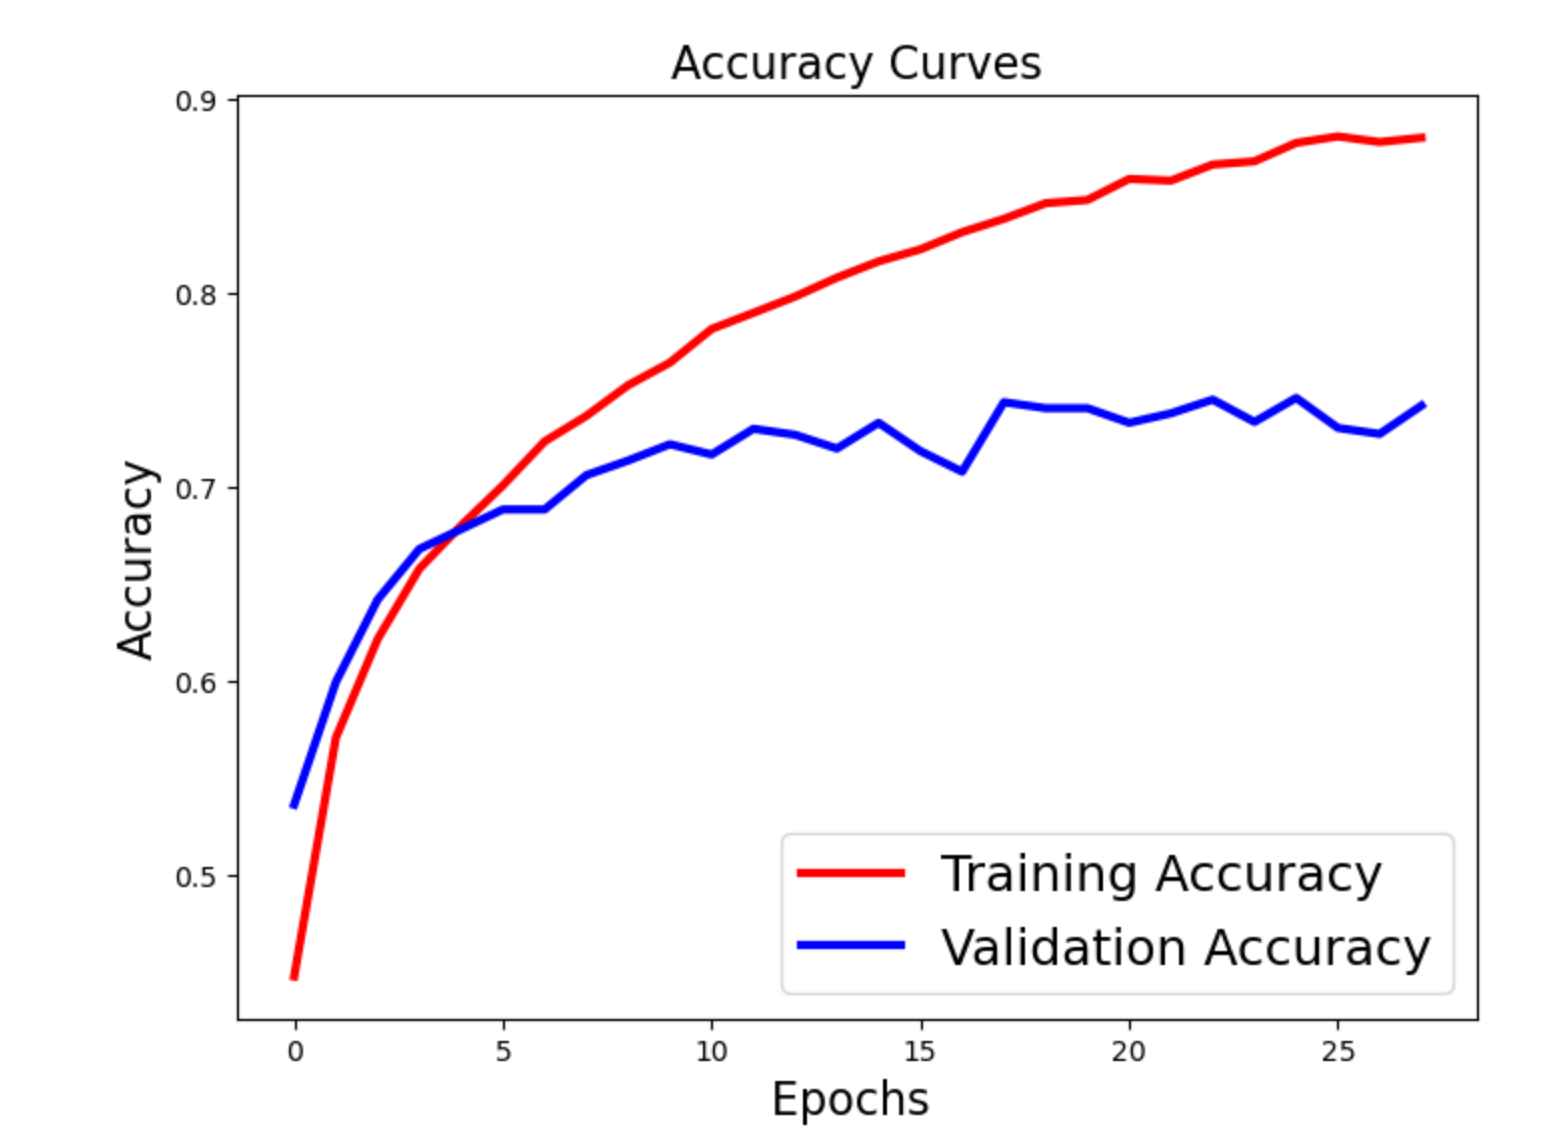 Accuracy Curves
0.9
0.8
0.7
0.6
0.5
Accuracy
Training Accuracy
Validation Accuracy
0 5 10 15 20 25
Epochs